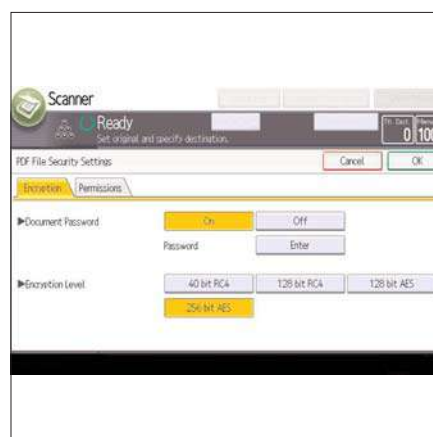 Scanner
Ready
Set original and specify destination.
0 100
PDF File Security Settings
Cancel OK
Encryption Permissions
▶Document Password On Off
Password Enter
▶Encryption Level 40 bit RC4 128 bit RC4 128 bit AES
256 bit AES